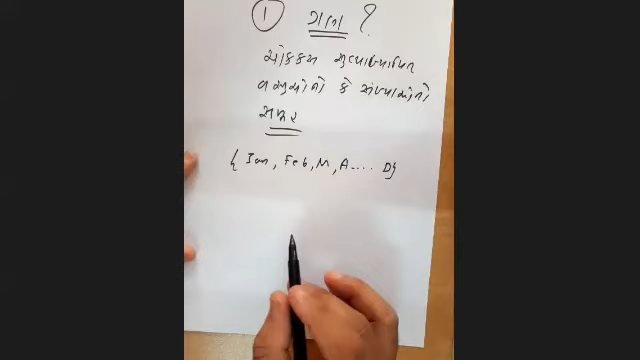 ① ગણ ?
ચોક્કસ સુવ્યાખ્યાયિત
વસ્તુઓનો કે સંખ્યાઓનો
સમૂહ
{ Jan, Feb, M, A.... D}